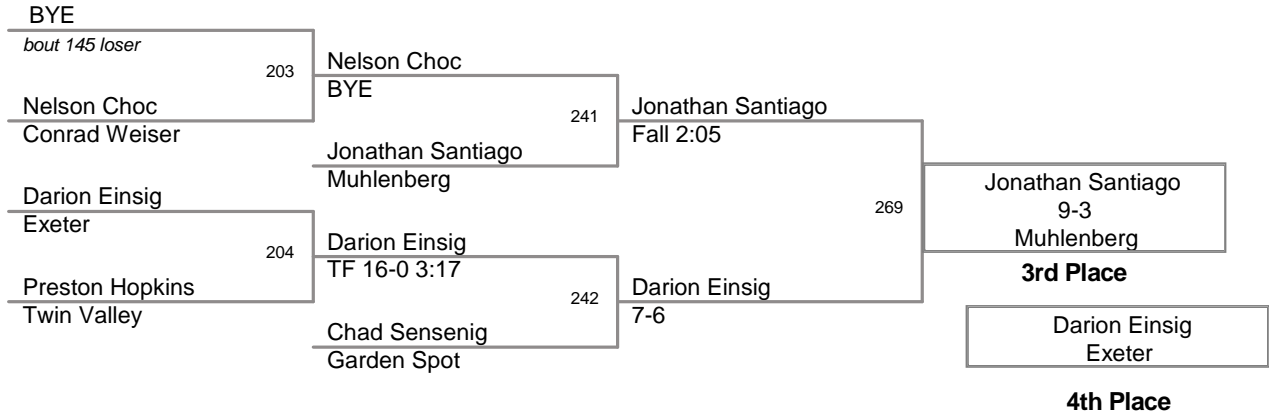 BYE
bout 145 loser
203
Nelson Choc
Conrad Weiser
Darion Einsig
Exeter
204
Preston Hopkins
Twin Valley
Nelson Choc
BYE
241
Jonathan Santiago
Muhlenberg
Darion Einsig
TF 16-0 3:17
242
Chad Sensenig
Garden Spot
Jonathan Santiago
Fall 2:05
269
Darion Einsig
7-6
Jonathan Santiago
9-3
Muhlenberg
3rd Place
Darion Einsig
Exeter
4th Place